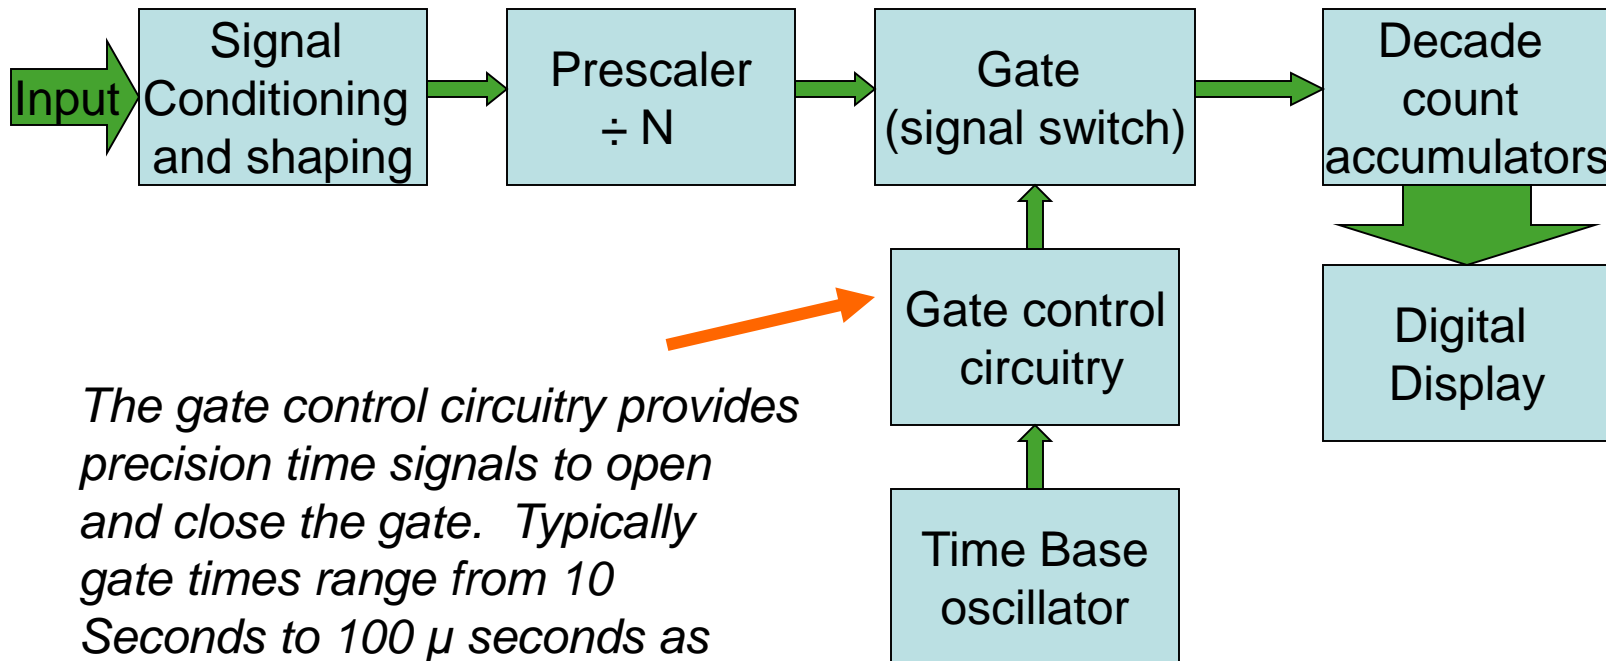 Input
Signal
Conditioning
and shaping
Prescaler
÷ N
Gate
(signal switch)
Decade
count
accumulators
Gate control
circuitry
Digital
Display
Time Base
oscillator
The gate control circuitry provides
precision time signals to open
and close the gate. Typically
gate times range from 10
Seconds to 100 μ seconds as